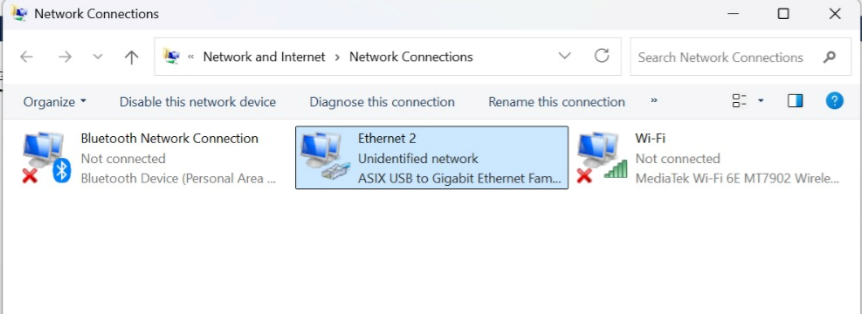 Network Connections
« Network and Internet › Network Connections
Search Network Connections
Organize
Disable this network device
Diagnose this connection
Rename this connection
»
Bluetooth Network Connection
Not connected
Bluetooth Device (Personal Area ...
Ethernet 2
Unidentified network
ASIX USB to Gigabit Ethernet Fam...
Wi-Fi
Not connected
MediaTek Wi-Fi 6E MT7902 Wirele...